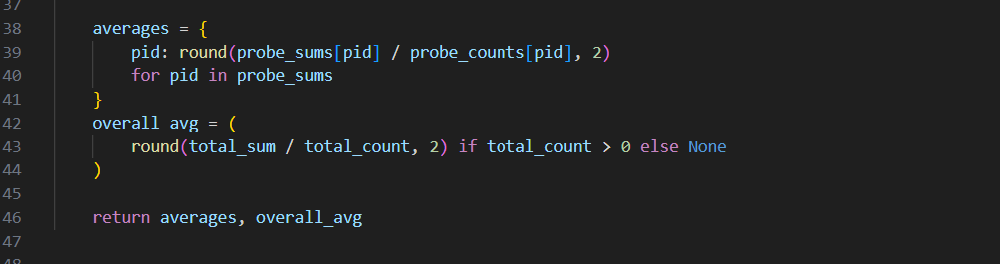 37
38 averages = {
39 pid: round(probe_sums[pid] / probe_counts[pid], 2)
40 for pid in probe_sums
41 }
42 overall_avg = (
43 round(total_sum / total_count, 2) if total_count > 0 else None
44 )
45
46 return averages, overall_avg
47
48